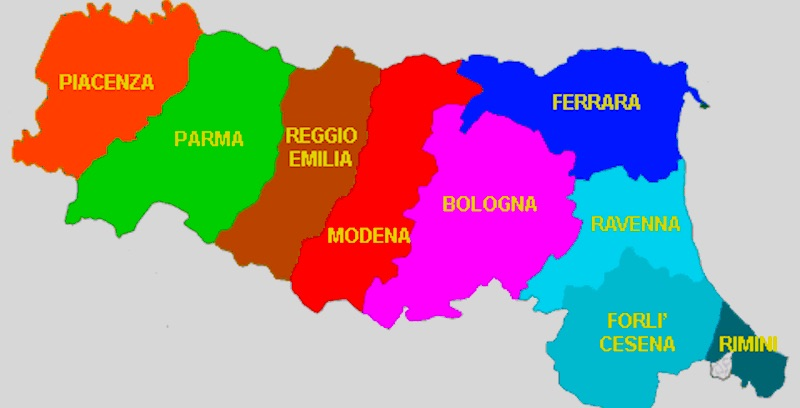 PIACENZA
PARMA
REGGIO
EMILIA
MODENA
BOLOGNA
FERRARA
RAVENNA
FORLI'
CESENA
RIMINI